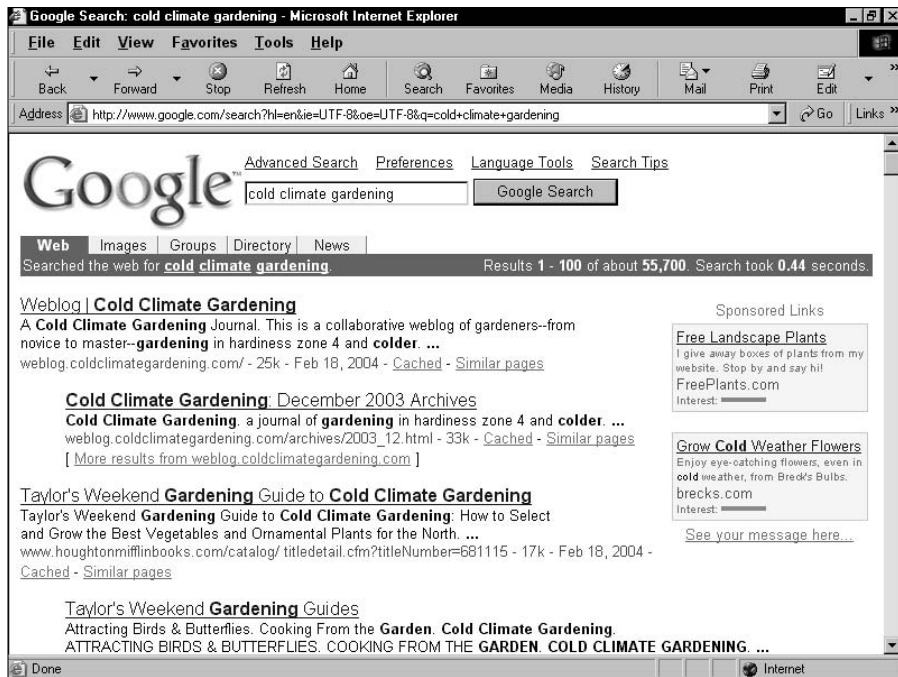 Google Search: cold climate gardening - Microsoft Internet Explorer
File Edit View Favorites Tools Help
Back Forward Stop Refresh Home Search Favorites Media History Mail Print Edit »
Address http://www.google.com/search?hl=en&ie=UTF-8&oe=UTF-8&q=cold+climate+gardening Go Links »
Google™
Advanced Search Preferences Language Tools Search Tips
cold climate gardening Google Search
Web Images Groups Directory News
Searched the web for cold climate gardening. Results 1 - 100 of about 55,700. Search took 0.44 seconds.
Weblog | Cold Climate Gardening
A Cold Climate Gardening Journal. This is a collaborative weblog of gardeners--from
novice to master--gardening in hardiness zone 4 and colder. ...
weblog.coldclimategardening.com/ - 25k - Feb 18, 2004 - Cached - Similar pages
Cold Climate Gardening: December 2003 Archives
Cold Climate Gardening. a journal of gardening in hardiness zone 4 and colder. ...
weblog.coldclimategardening.com/archives/2003_12.html - 33k - Cached - Similar pages
[ More results from weblog.coldclimategardening.com ]
Taylor's Weekend Gardening Guide to Cold Climate Gardening
Taylor's Weekend Gardening Guide to Cold Climate Gardening: How to Select
and Grow the Best Vegetables and Ornamental Plants for the North. ...
www.houghtonmifflinbooks.com/catalog/ titledetail.cfm?titleNumber=681115 - 17k - Feb 18, 2004 -
Cached - Similar pages
Taylor's Weekend Gardening Guides
Attracting Birds & Butterflies. Cooking From the Garden. Cold Climate Gardening.
ATTRACTING BIRDS & BUTTERFLIES. COOKING FROM THE GARDEN. COLD CLIMATE GARDENING. ...
Sponsored Links
Free Landscape Plants
I give away boxes of plants from my
website. Stop by and say hi!
FreePlants.com
Interest:
Grow Cold Weather Flowers
Enjoy eye-catching flowers, even in
cold weather, from Breck's Bulbs.
brecks.com
Interest:
See your message here...
Done Internet